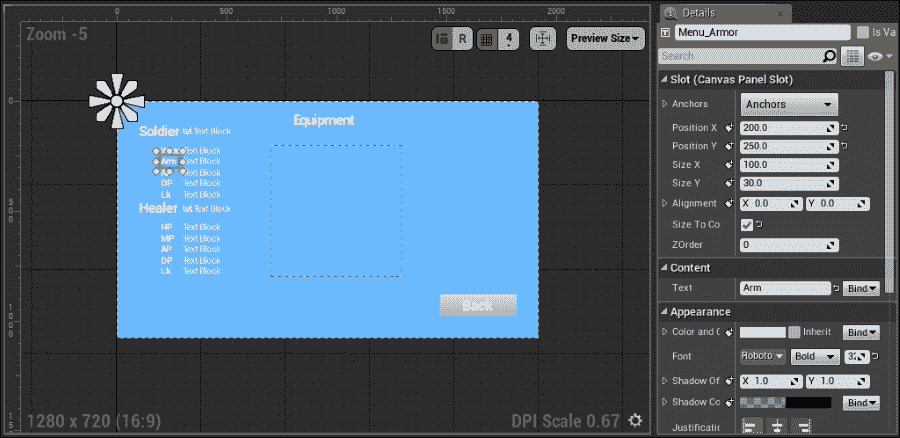 Zoom -5
0
500
1000
1500
2000
R
4
Preview Size
0
500
1000
15
Equipment
Soldier lvl. Text Block
Text Block
Arm Text Block
Text Block
DP Text Block
Lk Text Block
Healer lvl. Text Block
HP Text Block
MP Text Block
AP Text Block
DP Text Block
Lk Text Block
Back
1280 x 720 (16:9)
DPI Scale 0.67
Details
Menu_Armor
Is Va
Search
Slot (Canvas Panel Slot)
Anchors Anchors
Position X 200.0
Position Y 250.0
Size X 100.0
Size Y 30.0
Alignment X 0.0 Y 0.0
Size To Co
ZOrder 0
Content
Text Arm Bind
Appearance
Color and C Inherit Bind
Font Roboto Bold
Shadow Of X 1.0 Y 1.0
Shadow Co Bind
Justificatio